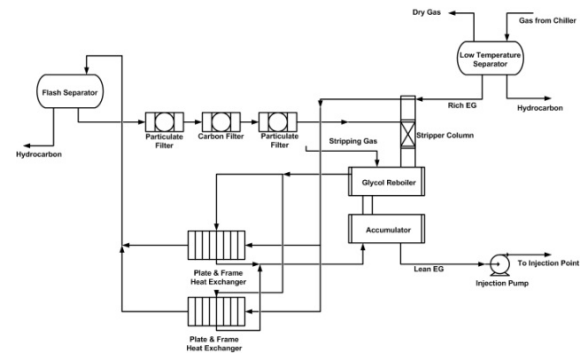 Dry Gas
Gas from Chiller
Low Temperature
Separator
Flash Separator
Rich EG
Hydrocarbon
Particulate
Filter
Carbon Filter
Particulate
Filter
Stripping Gas
Stripper Column
Hydrocarbon
Glycol Reboiler
Accumulator
Plate & Frame
Heat Exchanger
Lean EG
To Injection Point
Injection Pump
Plate & Frame
Heat Exchanger